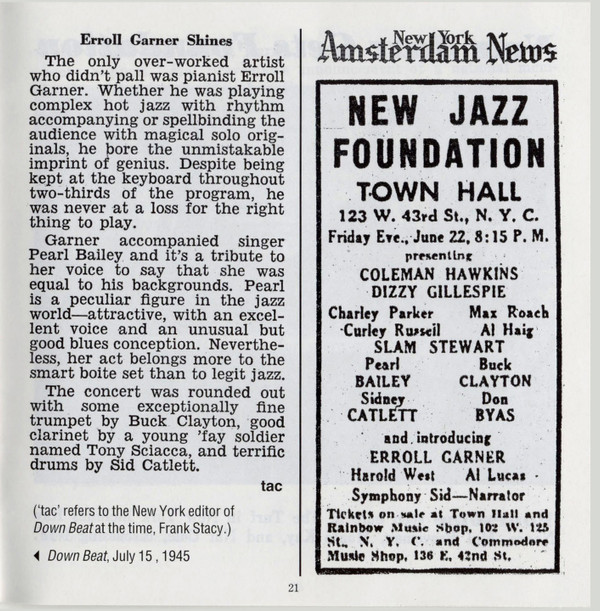 Erroll Garner Shines
The only over-worked artist
who didn't pall was pianist Erroll
Garner. Whether he was playing
complex hot jazz with rhythm
accompanying or spellbinding the
audience with magical solo orig-
inals, he bore the unmistakable
imprint of genius. Despite being
kept at the keyboard throughout
two-thirds of the program, he
was never at a loss for the right
thing to play.
Garner accompanied singer
Pearl Bailey and it's a tribute to
her voice to say that she was
equal to his backgrounds. Pearl
is a peculiar figure in the jazz
world—attractive, with an excel-
lent voice and an unusual but
good blues conception. Neverthe-
less, her act belongs more to the
smart boite set than to legit jazz.
The concert was rounded out
with some exceptionally fine
trumpet by Buck Clayton, good
clarinet by a young 'fay soldier
named Tony Sciacca, and terrific
drums by Sid Catlett.
tac
('tac' refers to the New York editor of
Down Beat at the time, Frank Stacy.)
◄ Down Beat, July 15 , 1945
New York
Amsterdam News
NEW JAZZ
FOUNDATION
TOWN HALL
123 W. 43rd St., N. Y. C.
Friday Eve., June 22, 8:15 P. M.
presenting
COLEMAN HAWKINS
DIZZY GILLESPIE
Charley Parker Max Roach
Curley Russell Al Haig
SLAM STEWART
Pearl Buck
BAILEY CLAYTON
Sidney Don
CATLETT BYAS
and introducing
ERROLL GARNER
Harold West Al Lucas
Symphony Sid—Narrator
Tickets on sale at Town Hall and
Rainbow Music Shop, 102 W. 125
St., N. Y. C. and Commodore
Music Shop, 136 E. 42nd St.
21